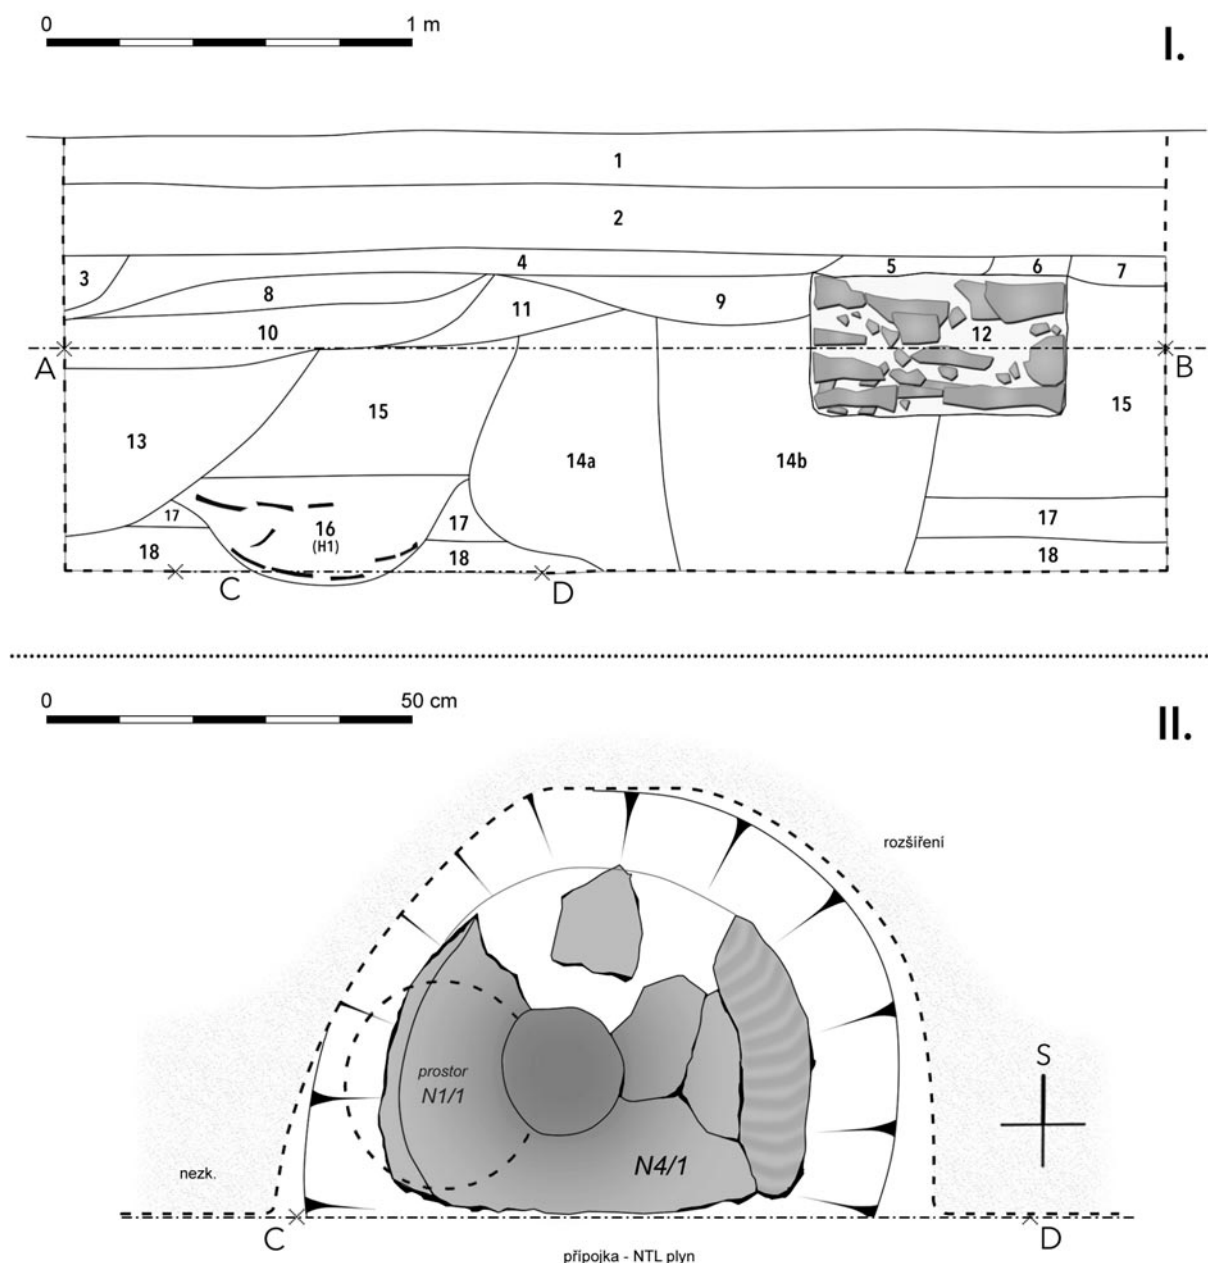 0 1 m
I.
1
2
3 4 5 6 7
8 11 9
10 12
A B
13 15 14a 14b 15
16
(H1)
17 17 17
18 18 18
C D
0 50 cm
II.
rozšíření
prostor
N1/1
S
N4/1
nezk.
C D
přípojka - NTL plyn